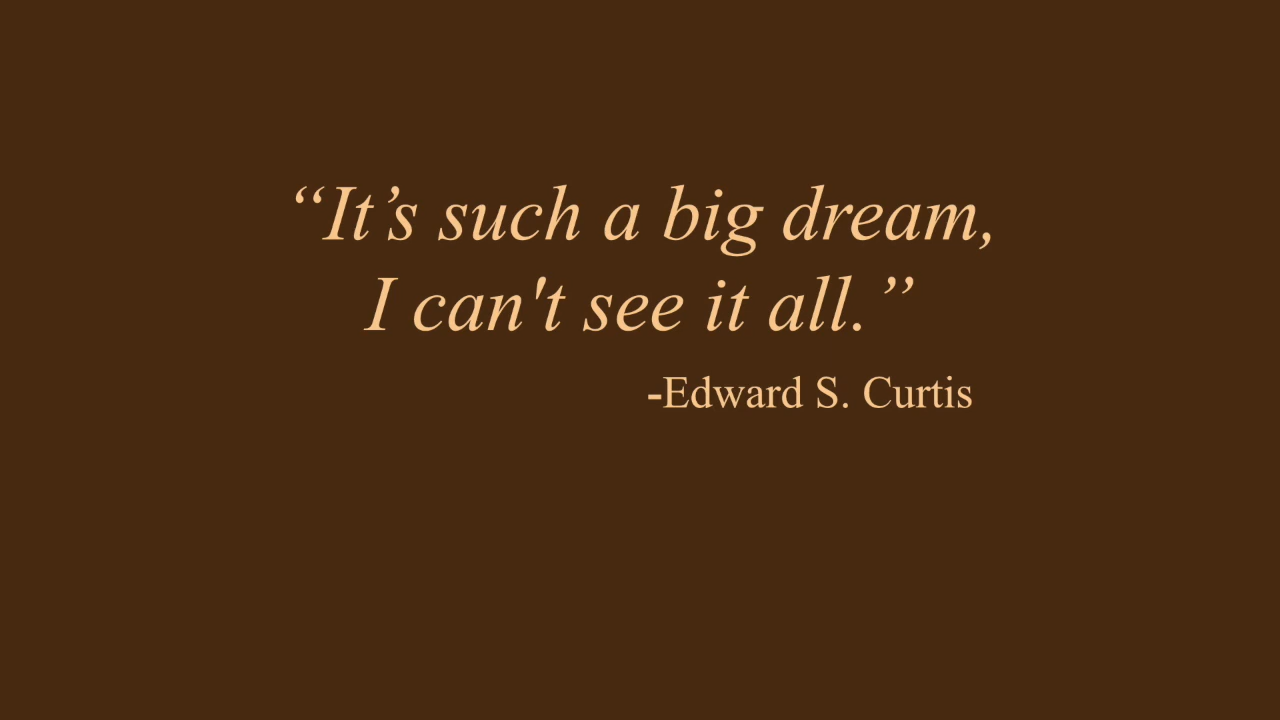 “It’s such a big dream,
I can't see it all.”
-Edward S. Curtis